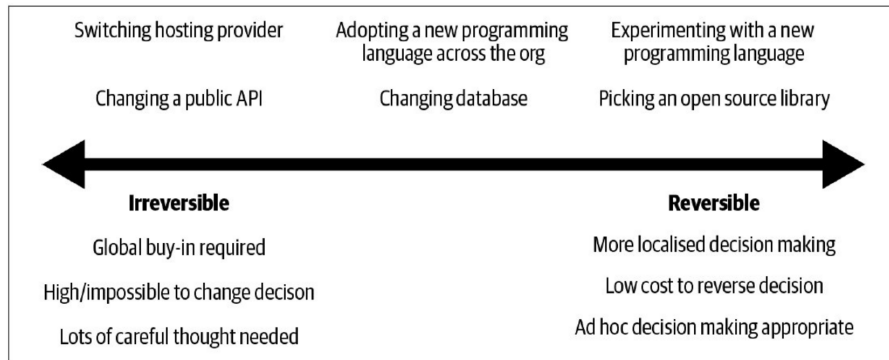 Switching hosting provider
Adopting a new programming
language across the org
Experimenting with a new
programming language
Changing a public API
Changing database
Picking an open source library
Irreversible
Reversible
Global buy-in required
More localised decision making
High/impossible to change decison
Low cost to reverse decision
Lots of careful thought needed
Ad hoc decision making appropriate